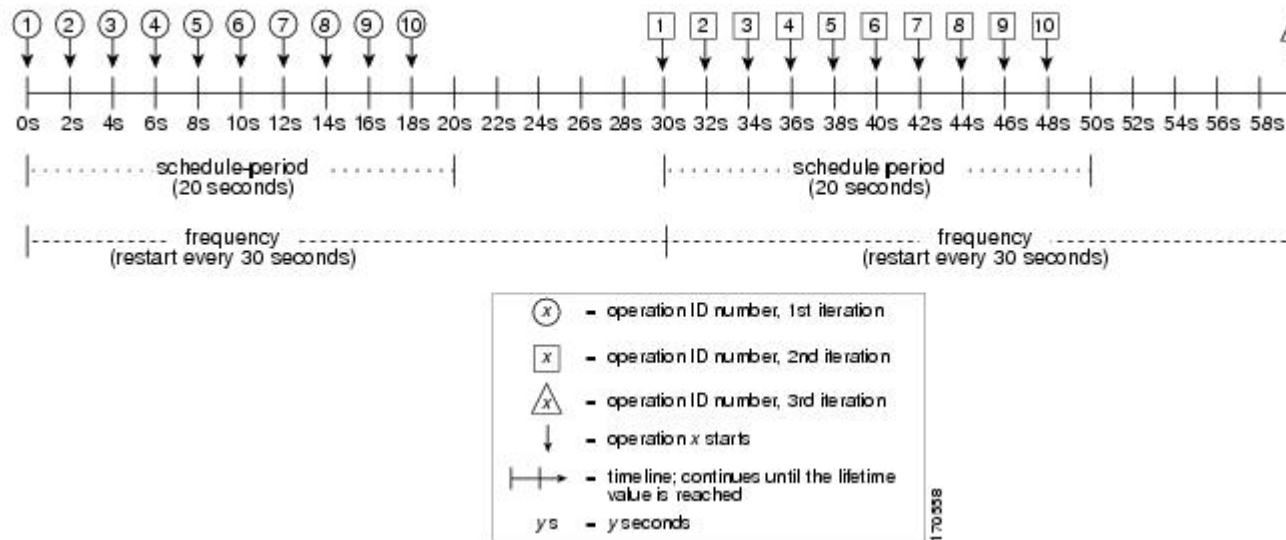 1 2 3 4 5 6 7 8 9 10 1 2 3 4 5 6 7 8 9 10
0s 2s 4s 6s 8s 10s 12s 14s 16s 18s 20s 22s 24s 26s 28s 30s 32s 34s 36s 38s 40s 42s 44s 46s 48s 50s 52s 54s 56s 58s
schedule-period schedule-period
(20 seconds) (20 seconds)
frequency frequency
(restart every 30 seconds) (restart every 30 seconds)
x = operation ID number, 1st iteration
x = operation ID number, 2nd iteration
x = operation ID number, 3rd iteration
= operation x starts
= timeline; continues until the lifetime
value is reached
y s = y seconds
170558